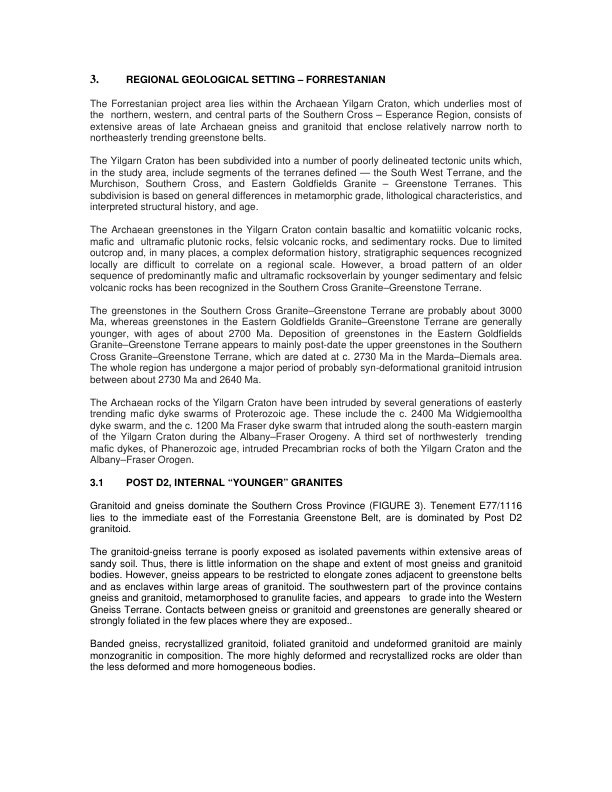 3. REGIONAL GEOLOGICAL SETTING – FORRESTANIAN
The Forrestanian project area lies within the Archaean Yilgarn Craton, which underlies most of
the northern, western, and central parts of the Southern Cross – Esperance Region, consists of
extensive areas of late Archaean gneiss and granitoid that enclose relatively narrow north to
northeasterly trending greenstone belts.
The Yilgarn Craton has been subdivided into a number of poorly delineated tectonic units which,
in the study area, include segments of the terranes defined — the South West Terrane, and the
Murchison, Southern Cross, and Eastern Goldfields Granite – Greenstone Terranes. This
subdivision is based on general differences in metamorphic grade, lithological characteristics, and
interpreted structural history, and age.
The Archaean greenstones in the Yilgarn Craton contain basaltic and komatiitic volcanic rocks,
mafic and ultramafic plutonic rocks, felsic volcanic rocks, and sedimentary rocks. Due to limited
outcrop and, in many places, a complex deformation history, stratigraphic sequences recognized
locally are difficult to correlate on a regional scale. However, a broad pattern of an older
sequence of predominantly mafic and ultramafic rocksoverlain by younger sedimentary and felsic
volcanic rocks has been recognized in the Southern Cross Granite–Greenstone Terrane.
The greenstones in the Southern Cross Granite–Greenstone Terrane are probably about 3000
Ma, whereas greenstones in the Eastern Goldfields Granite–Greenstone Terrane are generally
younger, with ages of about 2700 Ma. Deposition of greenstones in the Eastern Goldfields
Granite–Greenstone Terrane appears to mainly post-date the upper greenstones in the Southern
Cross Granite–Greenstone Terrane, which are dated at c. 2730 Ma in the Marda–Diemals area.
The whole region has undergone a major period of probably syn-deformational granitoid intrusion
between about 2730 Ma and 2640 Ma.
The Archaean rocks of the Yilgarn Craton have been intruded by several generations of easterly
trending mafic dyke swarms of Proterozoic age. These include the c. 2400 Ma Widgiemooltha
dyke swarm, and the c. 1200 Ma Fraser dyke swarm that intruded along the south-eastern margin
of the Yilgarn Craton during the Albany–Fraser Orogeny. A third set of northwesterly trending
mafic dykes, of Phanerozoic age, intruded Precambrian rocks of both the Yilgarn Craton and the
Albany–Fraser Orogen.
3.1 POST D2, INTERNAL “YOUNGER” GRANITES
Granitoid and gneiss dominate the Southern Cross Province (FIGURE 3). Tenement E77/1116
lies to the immediate east of the Forrestania Greenstone Belt, are is dominated by Post D2
granitoid.
The granitoid-gneiss terrane is poorly exposed as isolated pavements within extensive areas of
sandy soil. Thus, there is little information on the shape and extent of most gneiss and granitoid
bodies. However, gneiss appears to be restricted to elongate zones adjacent to greenstone belts
and as enclaves within large areas of granitoid. The southwestern part of the province contains
gneiss and granitoid, metamorphosed to granulite facies, and appears to grade into the Western
Gneiss Terrane. Contacts between gneiss or granitoid and greenstones are generally sheared or
strongly foliated in the few places where they are exposed..
Banded gneiss, recrystallized granitoid, foliated granitoid and undeformed granitoid are mainly
monzogranitic in composition. The more highly deformed and recrystallized rocks are older than
the less deformed and more homogeneous bodies.